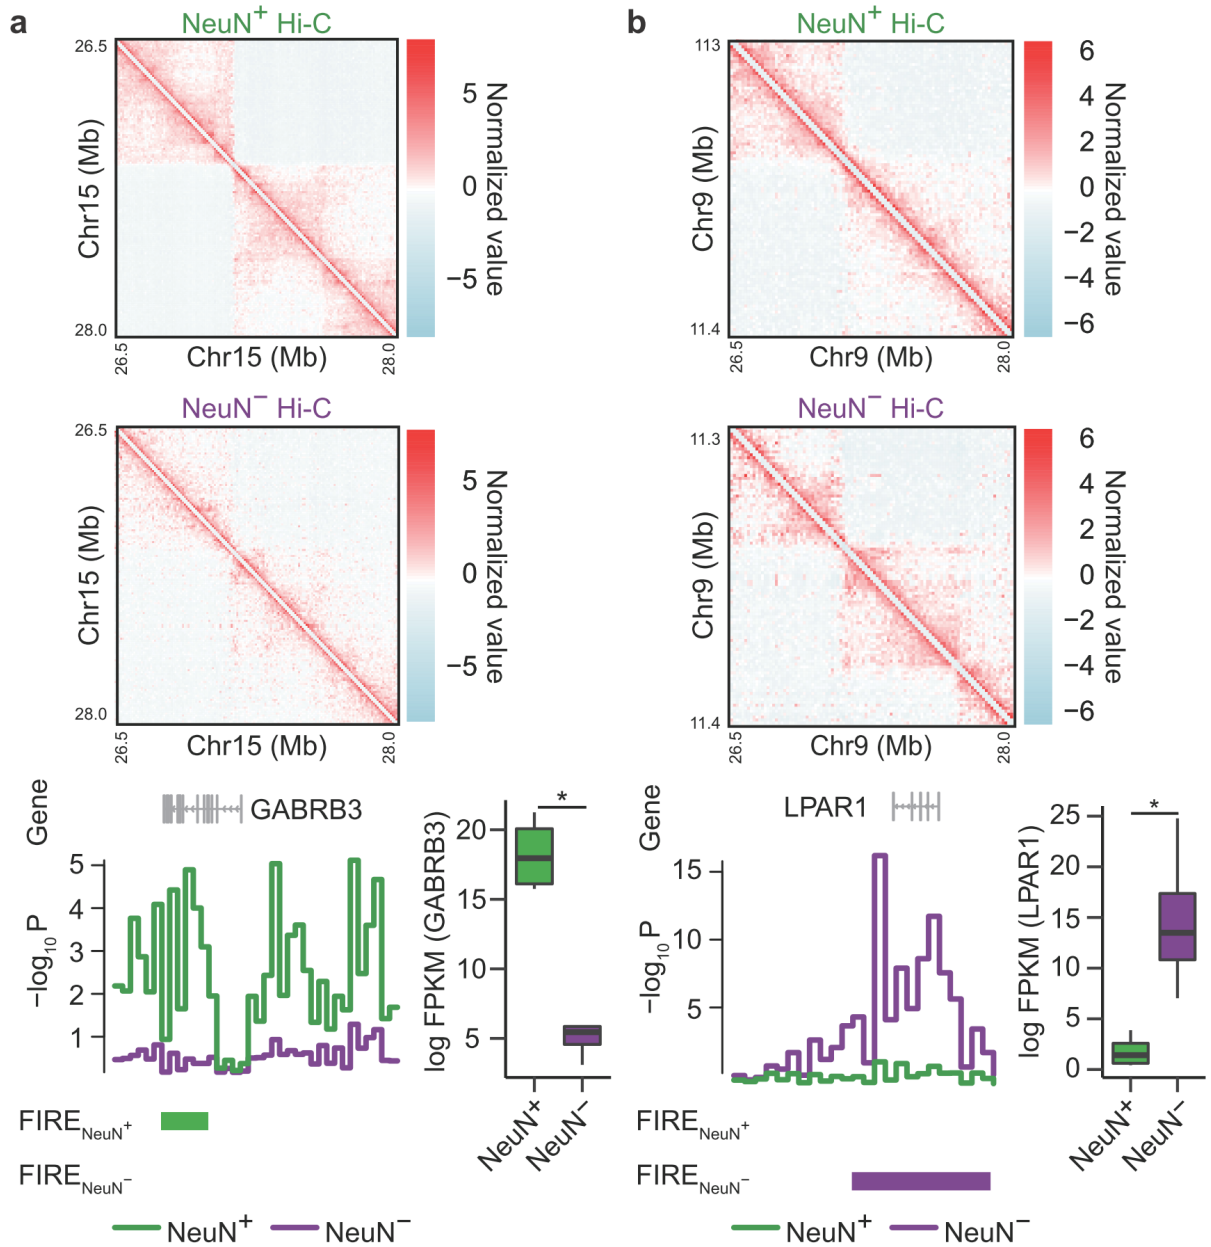 a
NeuN+ Hi-C
26.5
Chr15 (Mb)
28.0
26.5
Chr15 (Mb)
28.0
5
0
−5
Normalized value
NeuN− Hi-C
26.5
Chr15 (Mb)
28.0
26.5
Chr15 (Mb)
28.0
5
0
−5
Normalized value
Gene
GABRB3
−log10P
5
4
3
2
1
log FPKM (GABRB3)
20
15
10
5
*
NeuN+
NeuN−
FIRENeuN+
FIRENeuN−
NeuN+
NeuN−
b
NeuN+ Hi-C
113
Chr9 (Mb)
11.4
26.5
Chr9 (Mb)
28.0
6
4
2
0
−2
−4
−6
Normalized value
NeuN− Hi-C
11.3
Chr9 (Mb)
11.4
26.5
Chr9 (Mb)
28.0
6
4
2
0
−2
−4
−6
Normalized value
Gene
LPAR1
−log10P
15
10
5
log FPKM (LPAR1)
25
20
15
10
5
0
*
NeuN+
NeuN−
FIRENeuN+
FIRENeuN−
NeuN+
NeuN−